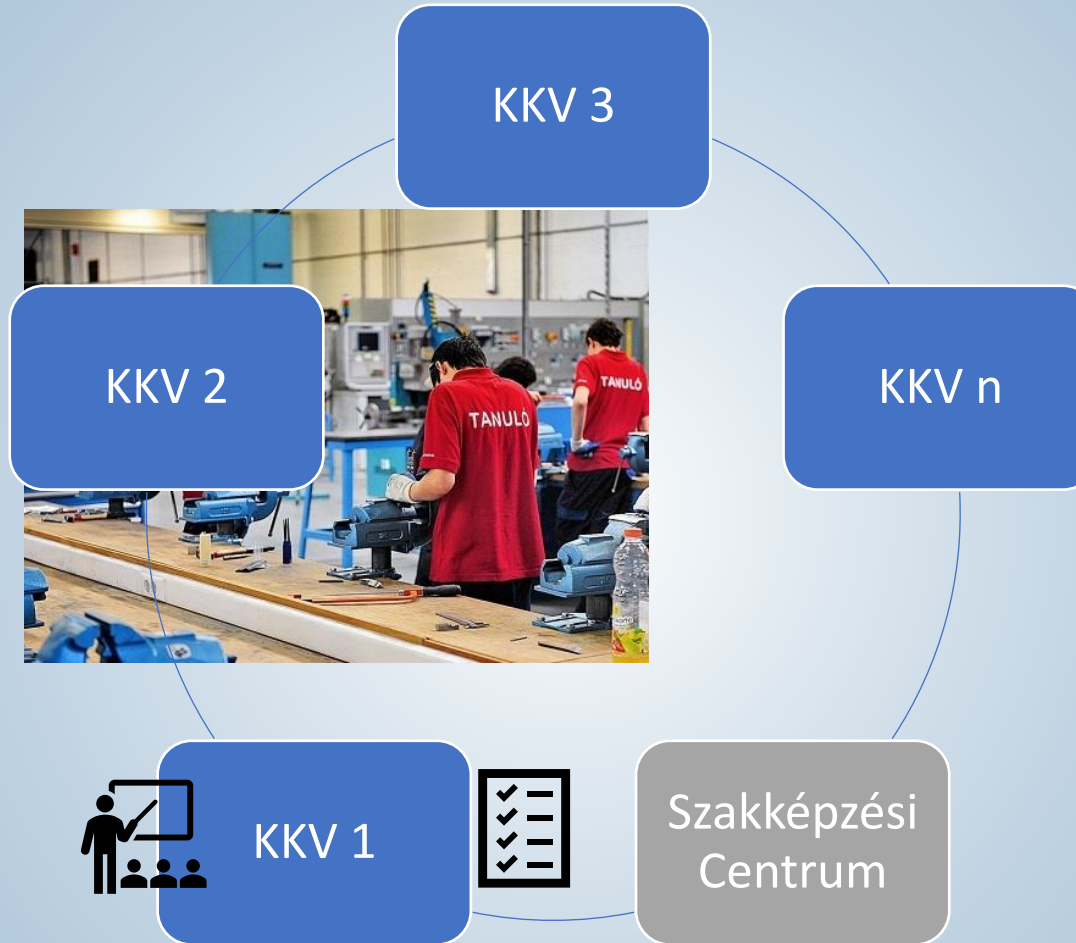 KKV 3
KKV 2
KKV n
TANULÓ
TANULÓ
KKV 1
Szakképzési
Centrum